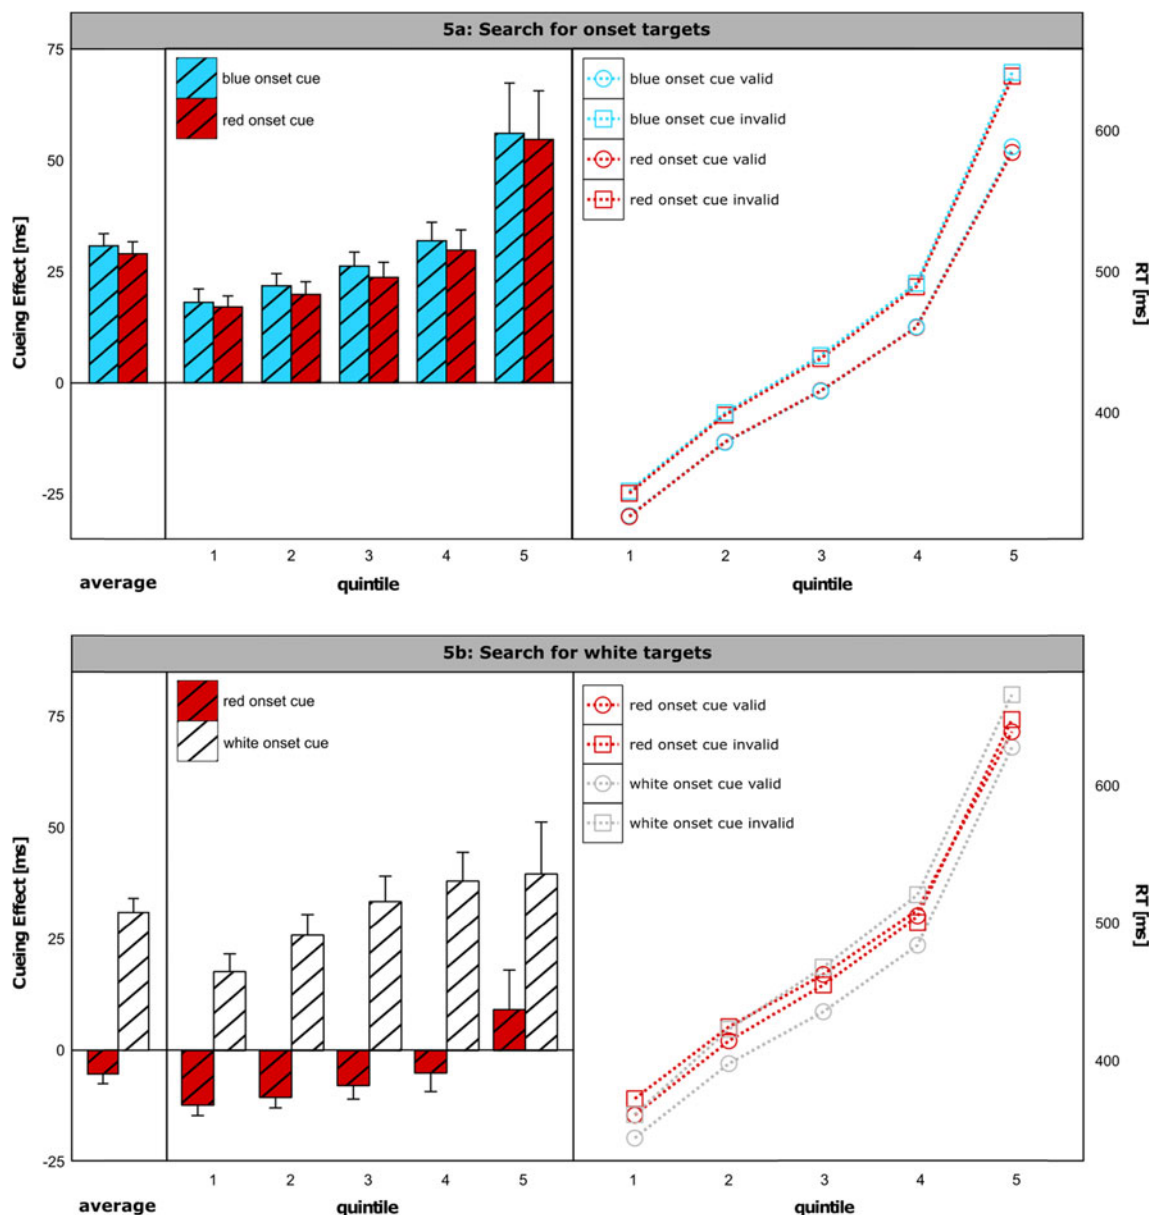 5a: Search for onset targets
75
50
25
0
-25
Cueing Effect [ms]
blue onset cue
red onset cue
blue onset cue valid
blue onset cue invalid
red onset cue valid
red onset cue invalid
600
500
400
RT [ms]
1 2 3 4 5
1 2 3 4 5
average
quintile
quintile
5b: Search for white targets
75
50
25
0
-25
Cueing Effect [ms]
red onset cue
white onset cue
red onset cue valid
red onset cue invalid
white onset cue valid
white onset cue invalid
600
500
400
RT [ms]
1 2 3 4 5
1 2 3 4 5
average
quintile
quintile